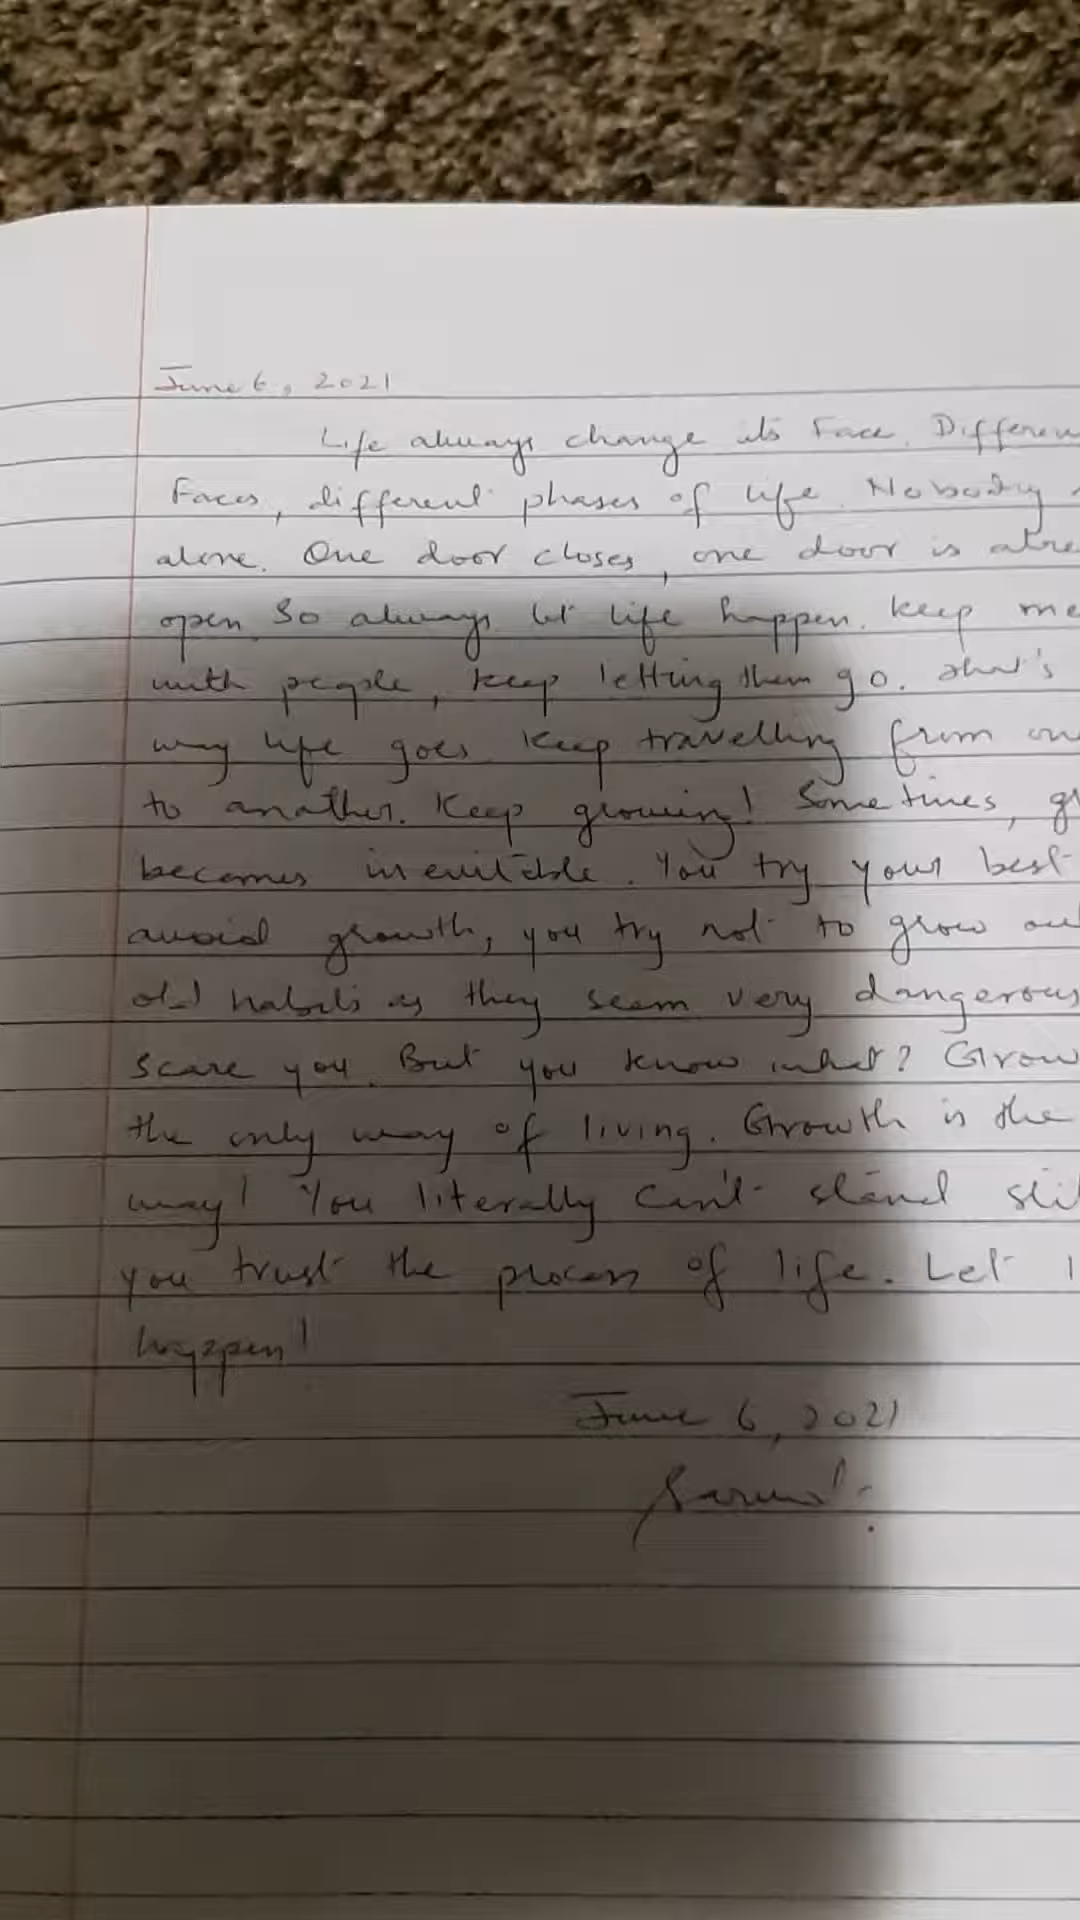 June 6, 2021
Life always change its Face. Differen
Faces, different phases of life. Nobody
alone. One door closes, one door is alre
open. So always let life happen. Keep me
with people, keep letting them go. That's
way life goes. Keep travelling from on
to another. Keep growing! Sometimes, gr
becomes inevitable. You try your best
avoid growth, you try not to grow ou
old habits as they seem very dangerous
scare you. But you know what? Grow
the only way of living. Growth is the
way! You literally can't stand stil
you trust the process of life. Let l
happen!
June 6, 2021